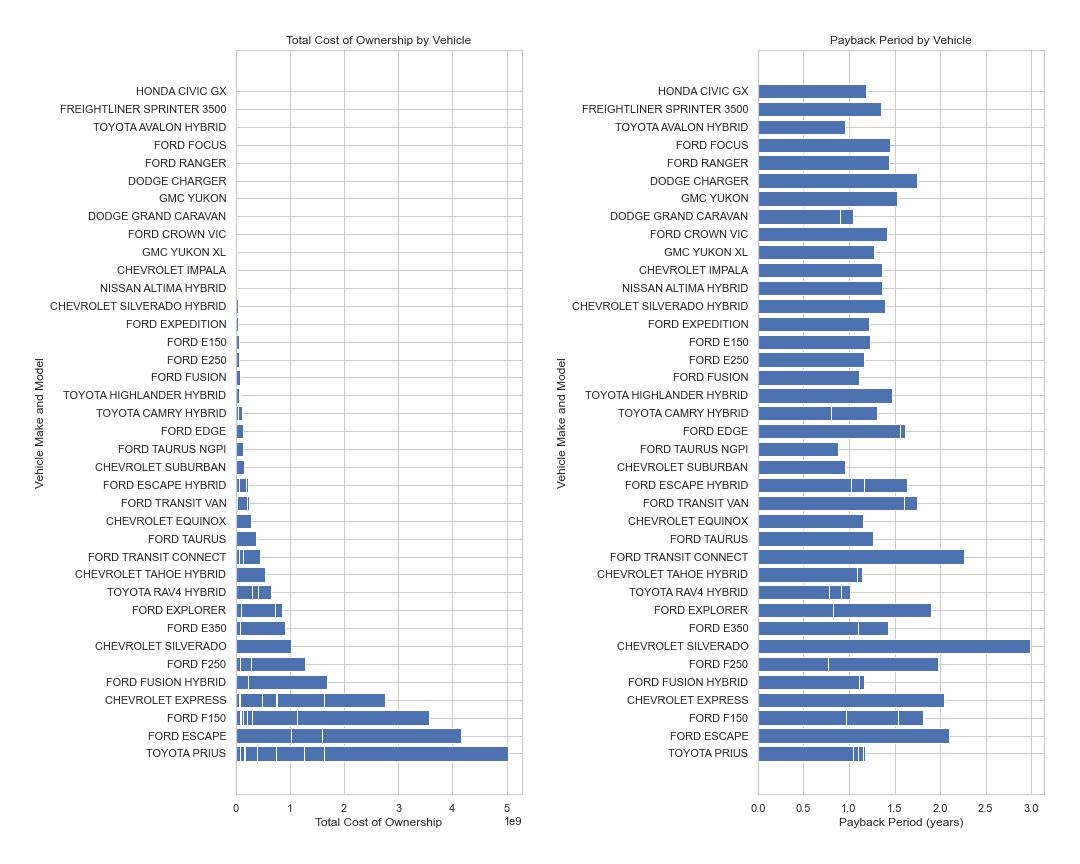 Total Cost of Ownership by Vehicle
Vehicle Make and Model
HONDA CIVIC GX
FREIGHTLINER SPRINTER 3500
TOYOTA AVALON HYBRID
FORD FOCUS
FORD RANGER
DODGE CHARGER
GMC YUKON
DODGE GRAND CARAVAN
FORD CROWN VIC
GMC YUKON XL
CHEVROLET IMPALA
NISSAN ALTIMA HYBRID
CHEVROLET SILVERADO HYBRID
FORD EXPEDITION
FORD E150
FORD E250
FORD FUSION
TOYOTA HIGHLANDER HYBRID
TOYOTA CAMRY HYBRID
FORD EDGE
FORD TAURUS NGPI
CHEVROLET SUBURBAN
FORD ESCAPE HYBRID
FORD TRANSIT VAN
CHEVROLET EQUINOX
FORD TAURUS
FORD TRANSIT CONNECT
CHEVROLET TAHOE HYBRID
TOYOTA RAV4 HYBRID
FORD EXPLORER
FORD E350
CHEVROLET SILVERADO
FORD F250
FORD FUSION HYBRID
CHEVROLET EXPRESS
FORD F150
FORD ESCAPE
TOYOTA PRIUS
0 1 2 3 4 5
Total Cost of Ownership
1e9
Payback Period by Vehicle
Vehicle Make and Model
HONDA CIVIC GX
FREIGHTLINER SPRINTER 3500
TOYOTA AVALON HYBRID
FORD FOCUS
FORD RANGER
DODGE CHARGER
GMC YUKON
DODGE GRAND CARAVAN
FORD CROWN VIC
GMC YUKON XL
CHEVROLET IMPALA
NISSAN ALTIMA HYBRID
CHEVROLET SILVERADO HYBRID
FORD EXPEDITION
FORD E150
FORD E250
FORD FUSION
TOYOTA HIGHLANDER HYBRID
TOYOTA CAMRY HYBRID
FORD EDGE
FORD TAURUS NGPI
CHEVROLET SUBURBAN
FORD ESCAPE HYBRID
FORD TRANSIT VAN
CHEVROLET EQUINOX
FORD TAURUS
FORD TRANSIT CONNECT
CHEVROLET TAHOE HYBRID
TOYOTA RAV4 HYBRID
FORD EXPLORER
FORD E350
CHEVROLET SILVERADO
FORD F250
FORD FUSION HYBRID
CHEVROLET EXPRESS
FORD F150
FORD ESCAPE
TOYOTA PRIUS
0.0 0.5 1.0 1.5 2.0 2.5 3.0
Payback Period (years)